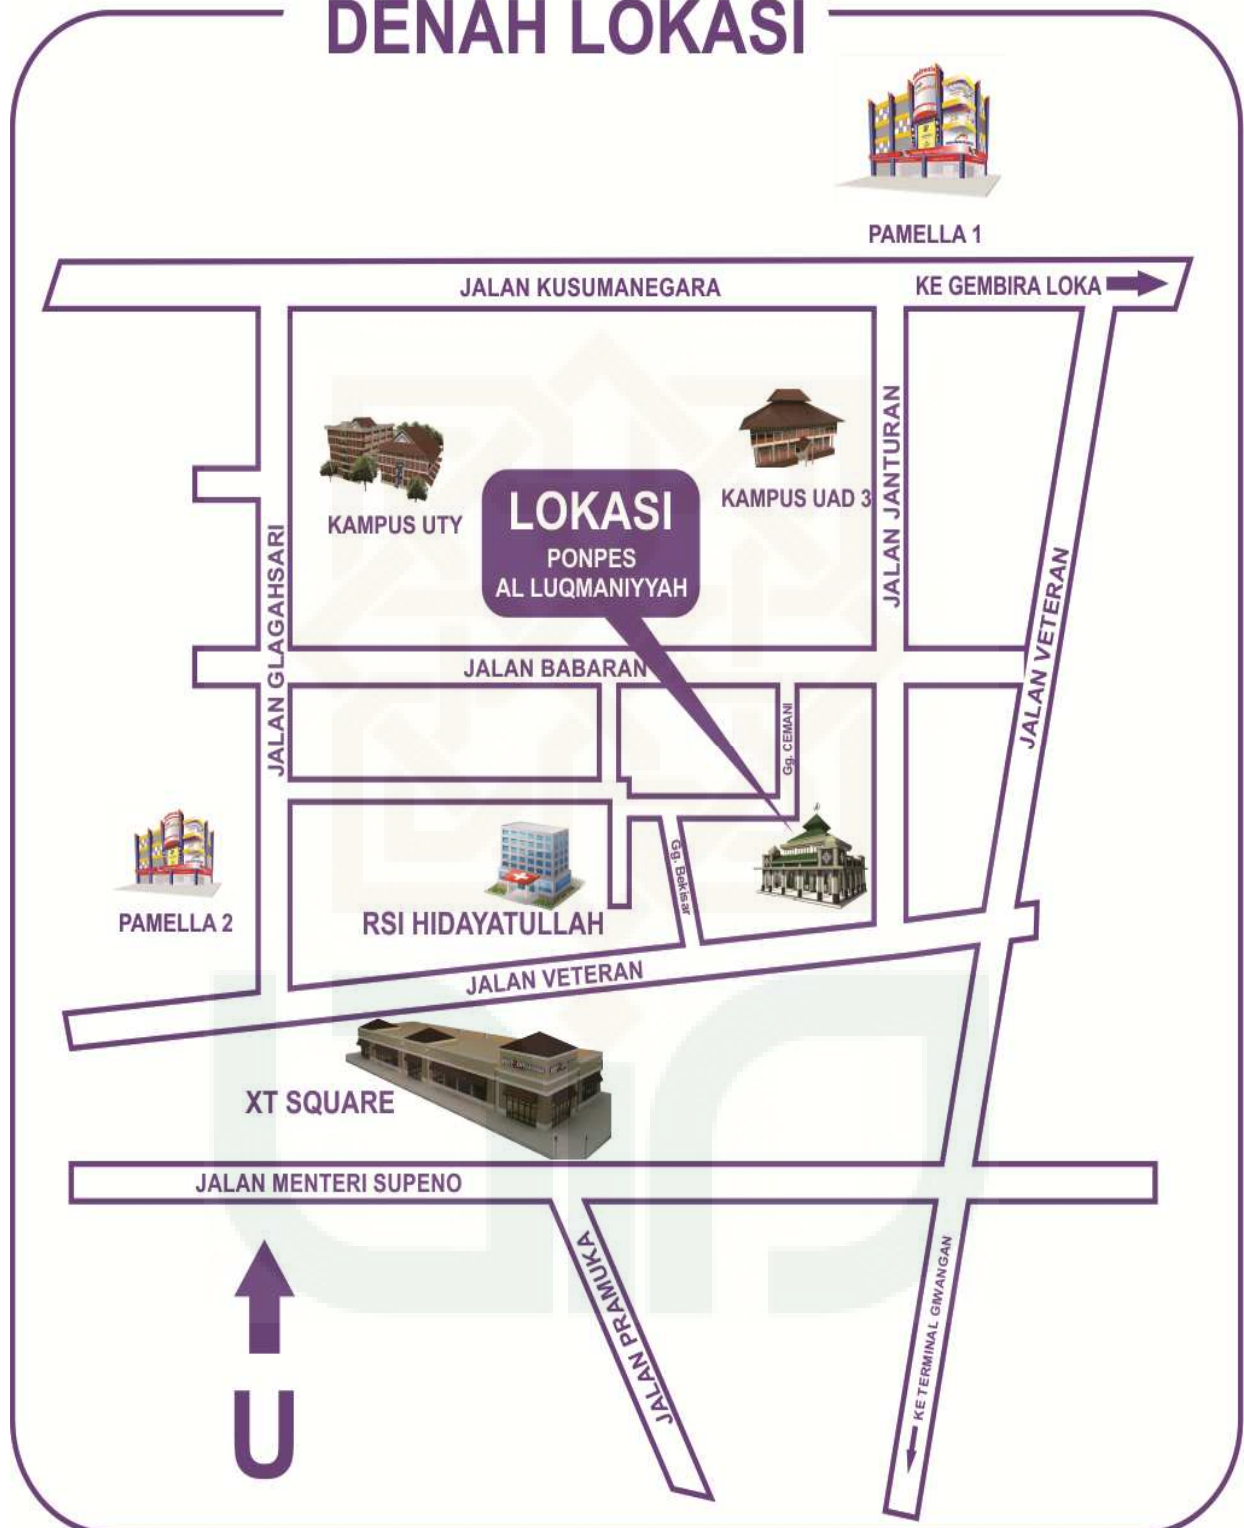 DENAH LOKASI
PAMELLA 1
JALAN KUSUMANEGARA
KE GEMBIRA LOKA
KAMPUS UTY
LOKASI
PONPES
AL LUQMANIYYAH
KAMPUS UAD 3
JALAN JANTURAN
JALAN GLAGAHSARI
JALAN VETERAN
JALAN BABARAN
Gg. CEMANI
PAMELLA 2
RSI HIDAYATULLAH
Gg. Bekisar
JALAN VETERAN
XT SQUARE
JALAN MENTERI SUPENO
JALAN PRAMUKA
KE TERMINAL GIWANGAN
U